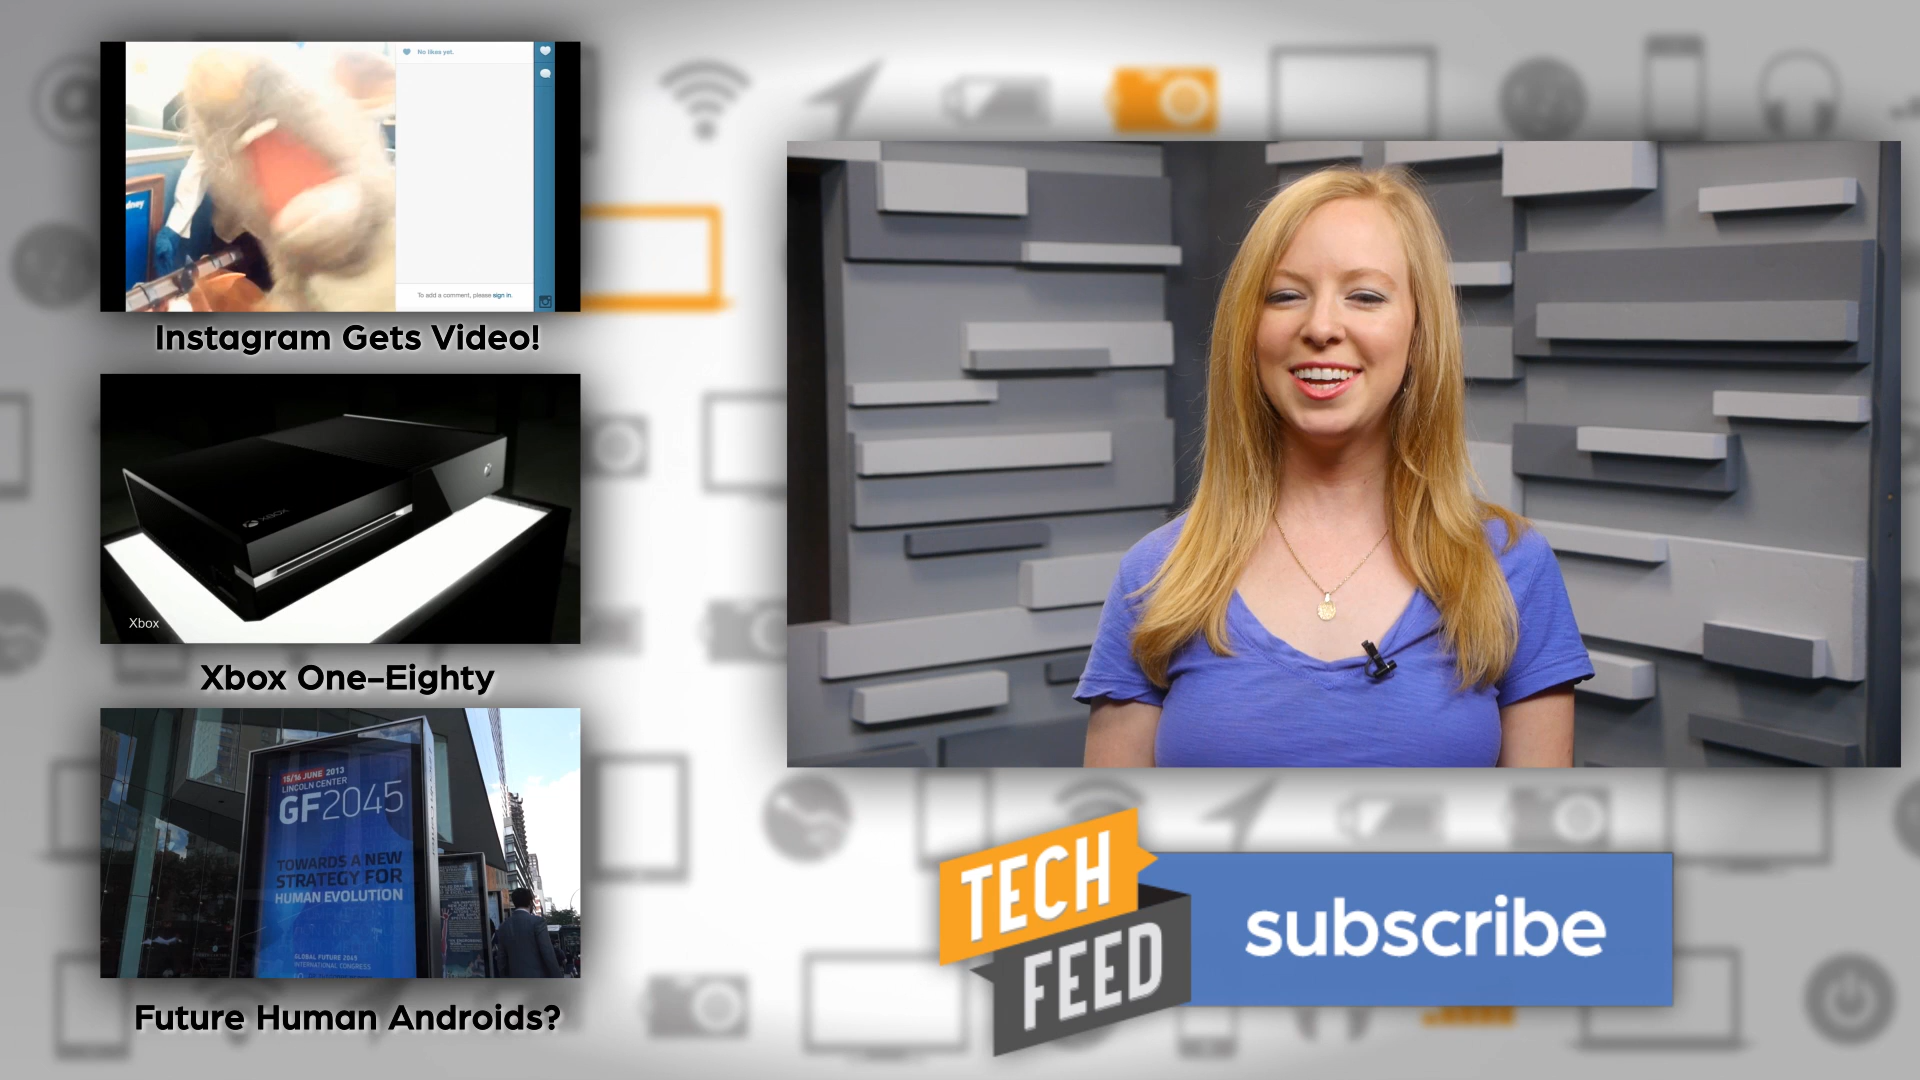 No likes yet.
To add a comment, please sign in.
Instagram Gets Video!
XBOX
Xbox
Xbox One-Eighty
15/16 JUNE 2013
LINCOLN CENTER
GF2045
TOWARDS A NEW
STRATEGY FOR
HUMAN EVOLUTION
GLOBAL FUTURE 2045
INTERNATIONAL CONGRESS
Future Human Androids?
TECH
FEED
subscribe